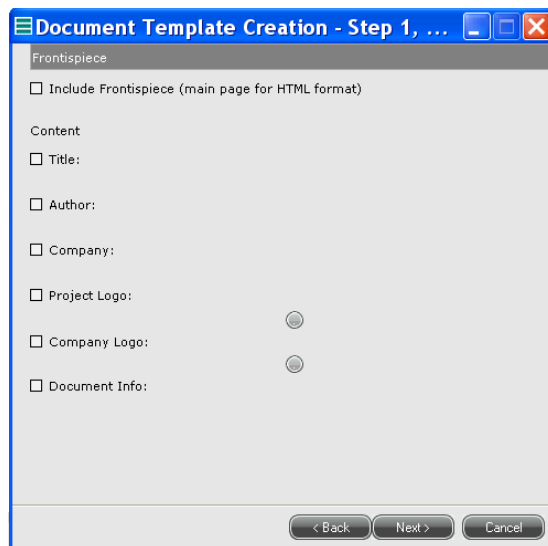 Document Template Creation - Step 1, ...
Frontispiece
Include Frontispiece (main page for HTML format)
Content
Title:
Author:
Company:
Project Logo:
Company Logo:
Document Info:
< Back Next > Cancel